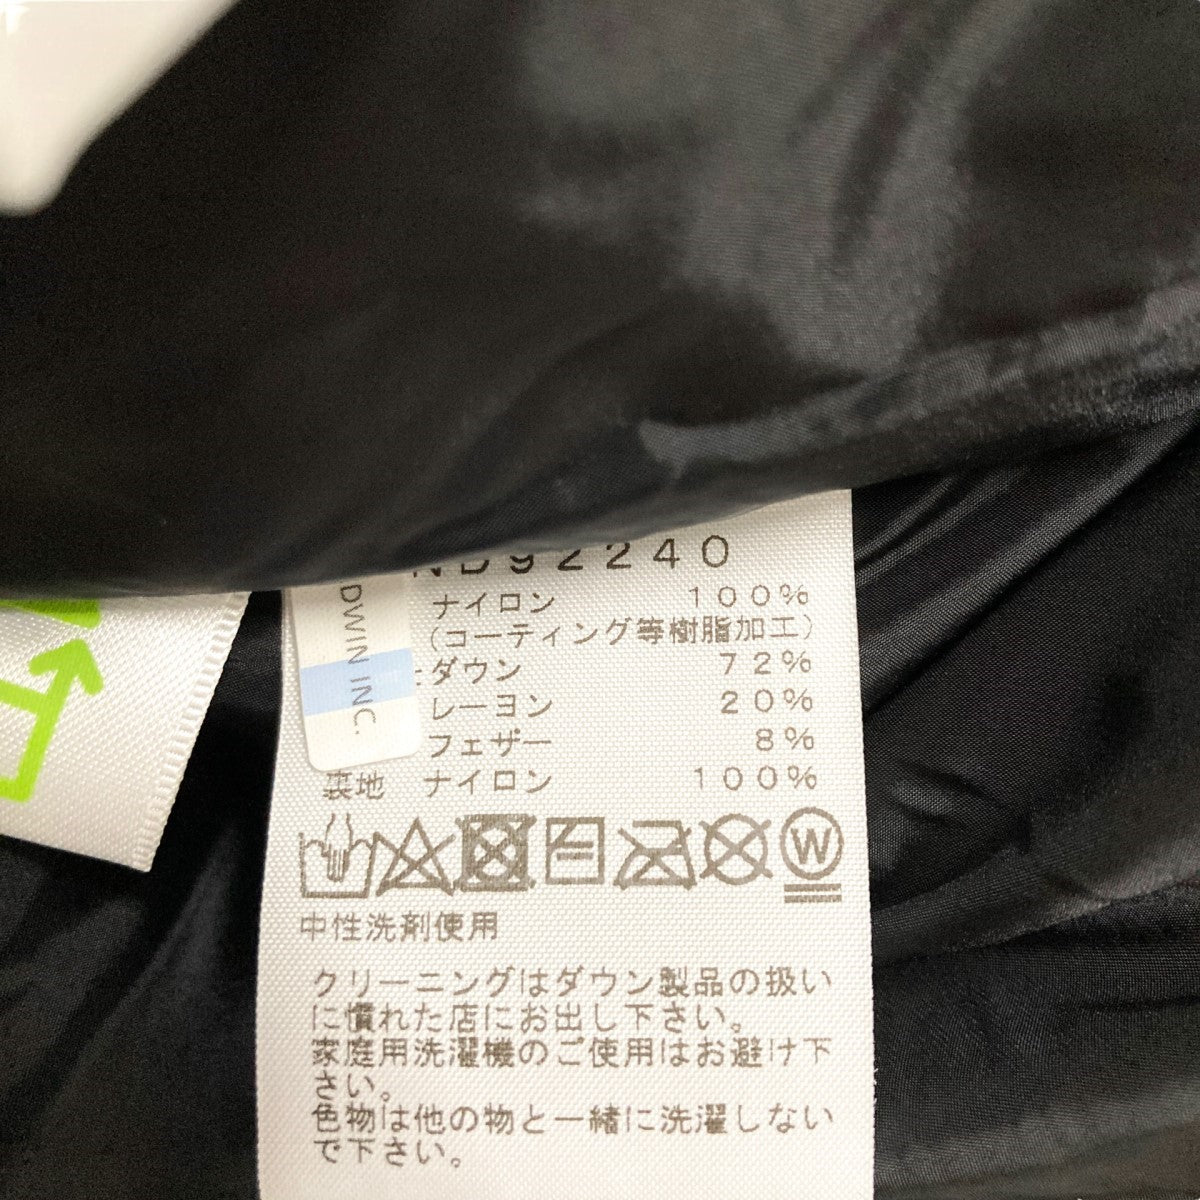 ND92240
DWIN INC.
ナイロン 100%
(コーティング等樹脂加工)
ダウン 72%
レーヨン 20%
フェザー 8%
裏地 ナイロン 100%
W
中性洗剤使用
クリーニングはダウン製品の扱い
に慣れた店にお出し下さい。
家庭用洗濯機のご使用はお避け下
さい。
色物は他の物と一緒に洗濯しない
で下さい。